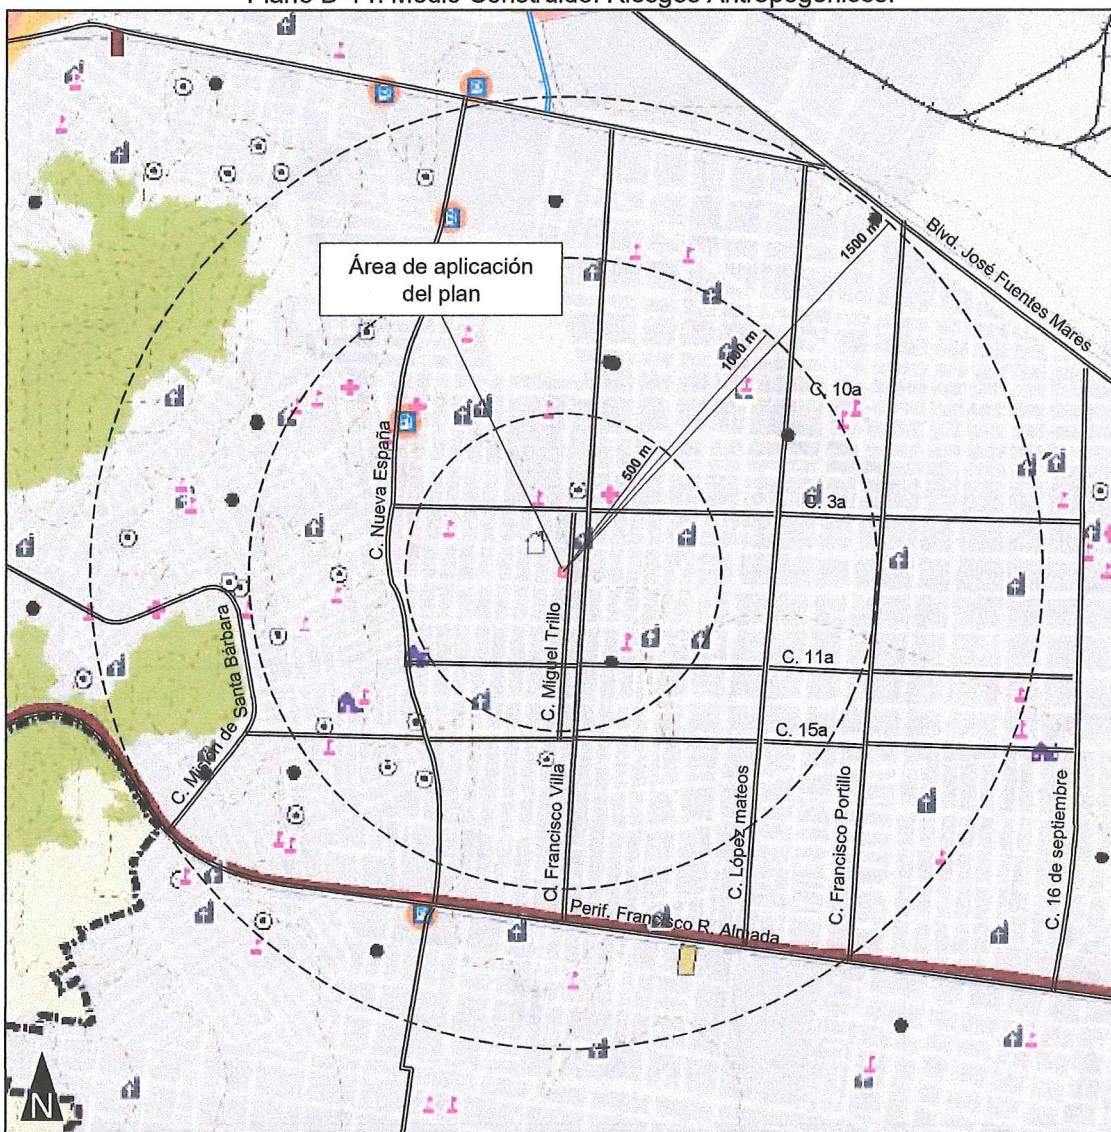 Plano D-11. Medio Construido. Riesgos Antropogénicos.
Blvd. José Fuentes Mares
1500 m
Área de aplicación
del plan
1000 m
C. 10a
500 m
C. Nueva España
C. 3a
C. Miguel Trillo
C. Misión de Santa Bárbara
C. 11a
C. 15a
C. Francisco Villa
C. López mateos
C. Francisco Portillo
C. 16 de septiembre
Perif. Francisco R. Almada
N